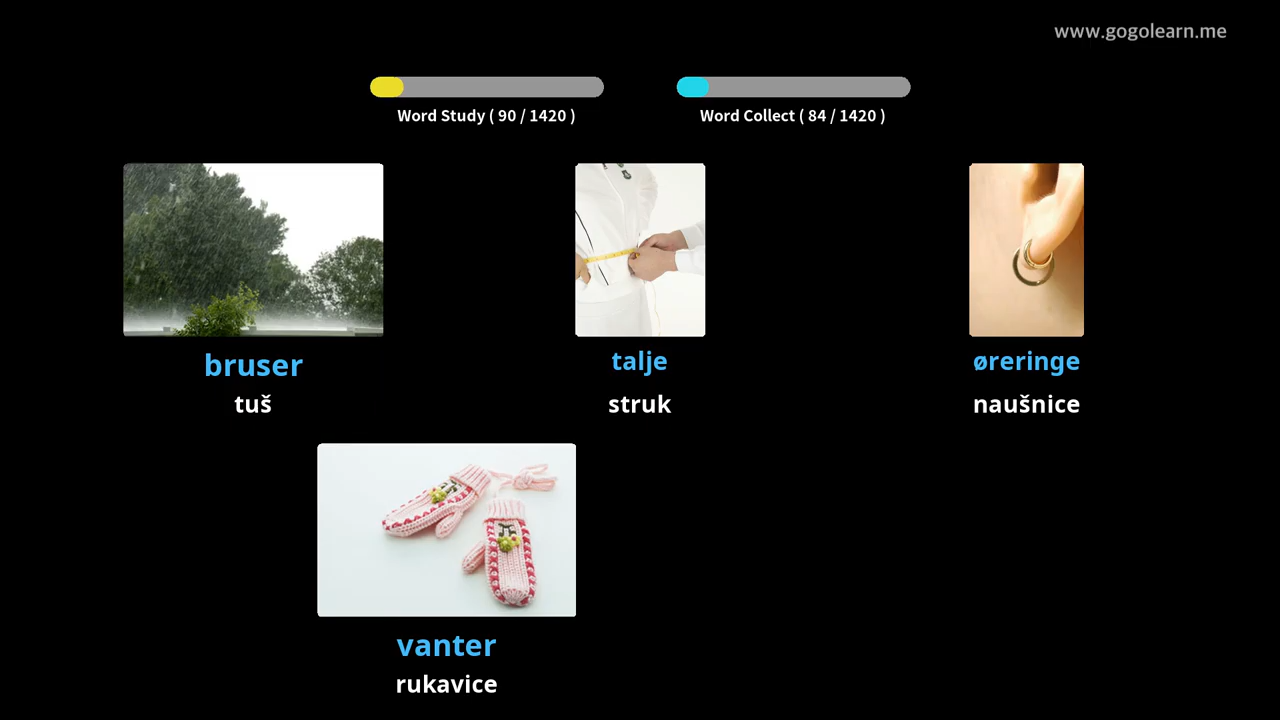 www.gogolearn.me
Word Study ( 90 / 1420 )
Word Collect ( 84 / 1420 )
bruser
tuš
talje
struk
øreringe
naušnice
vanter
rukavice